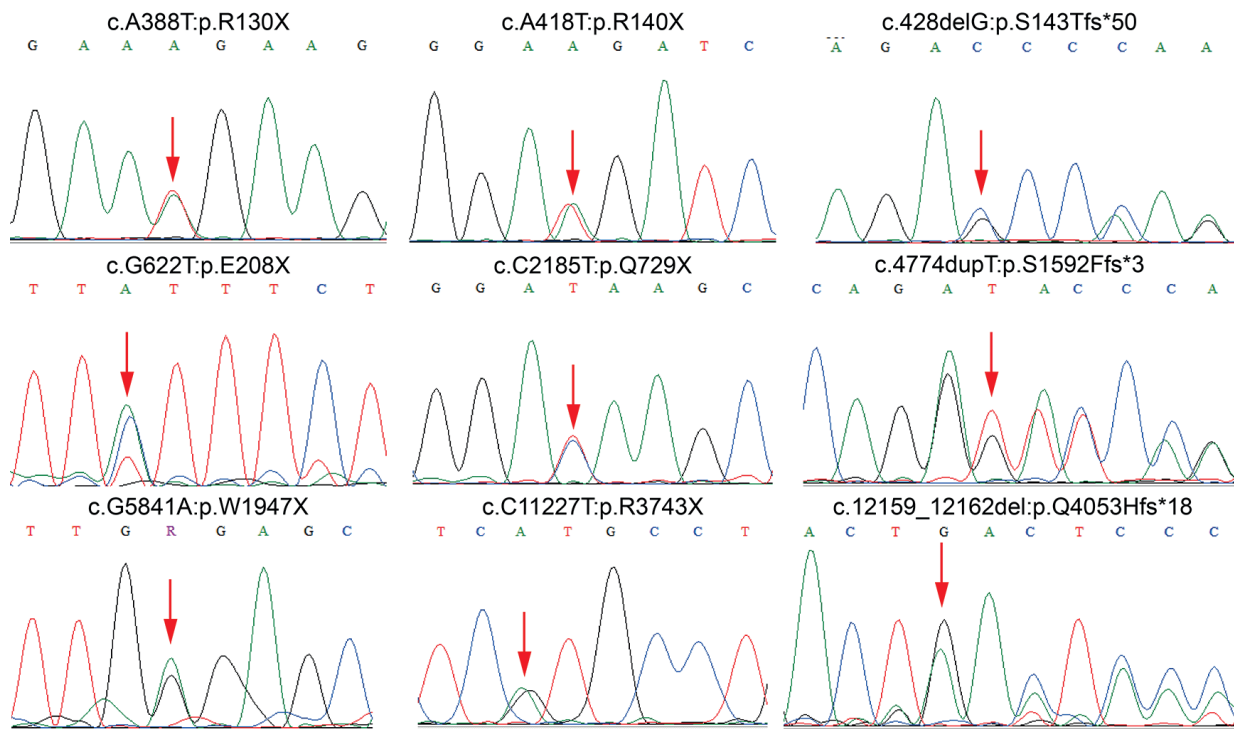 c.A388T:p.R130X
G A A A G A A G
c.A418T:p.R140X
G G A A G A T C
c.428delG:p.S143Tfs*50
A G A C C C C A A
c.G622T:p.E208X
T T A T T T C T
c.C2185T:p.Q729X
G G A T A A G C
c.4774dupT:p.S1592Ffs*3
C A G A T A C C C A
c.G5841A:p.W1947X
T T G R G A G C
c.C11227T:p.R3743X
T C A T G C C T
c.12159_12162del:p.Q4053Hfs*18
A C T G A C T C C C